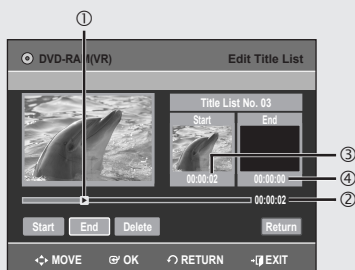 ①
DVD-RAM(VR) Edit Title List
Title List No. 03
Start End
③
00:00:02 00:00:00
④
00:00:02
②
Start End Delete Return
MOVE OK RETURN EXIT